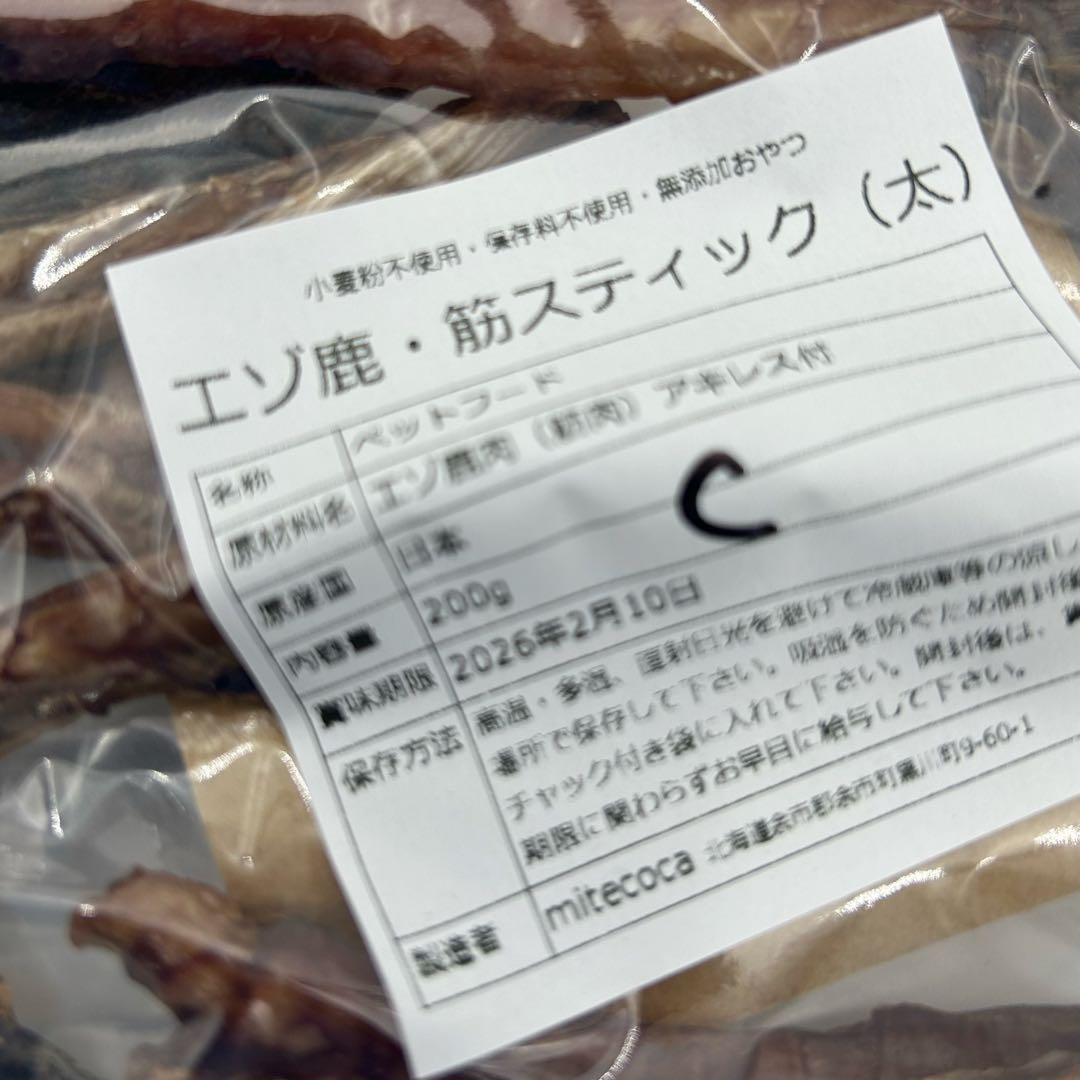 小麦粉不使用・保存料不使用・無添加おやつ
エゾ鹿・筋スティック（太）
名称 ペットフード
原材料名 エゾ鹿肉（筋肉）アキレス付
原産国 日本
C
内容量 200g
賞味期限 2026年2月10日
保存方法 高温・多湿、直射日光を避けて冷蔵庫等の涼し
場所で保存して下さい。吸湿を防ぐため開封後
チャック付き袋に入れて下さい。開封後は、
期限に関わらずお早目に給与して下さい。
製造者 mitecoca 北海道余市郡余市町黒川町9-60-1